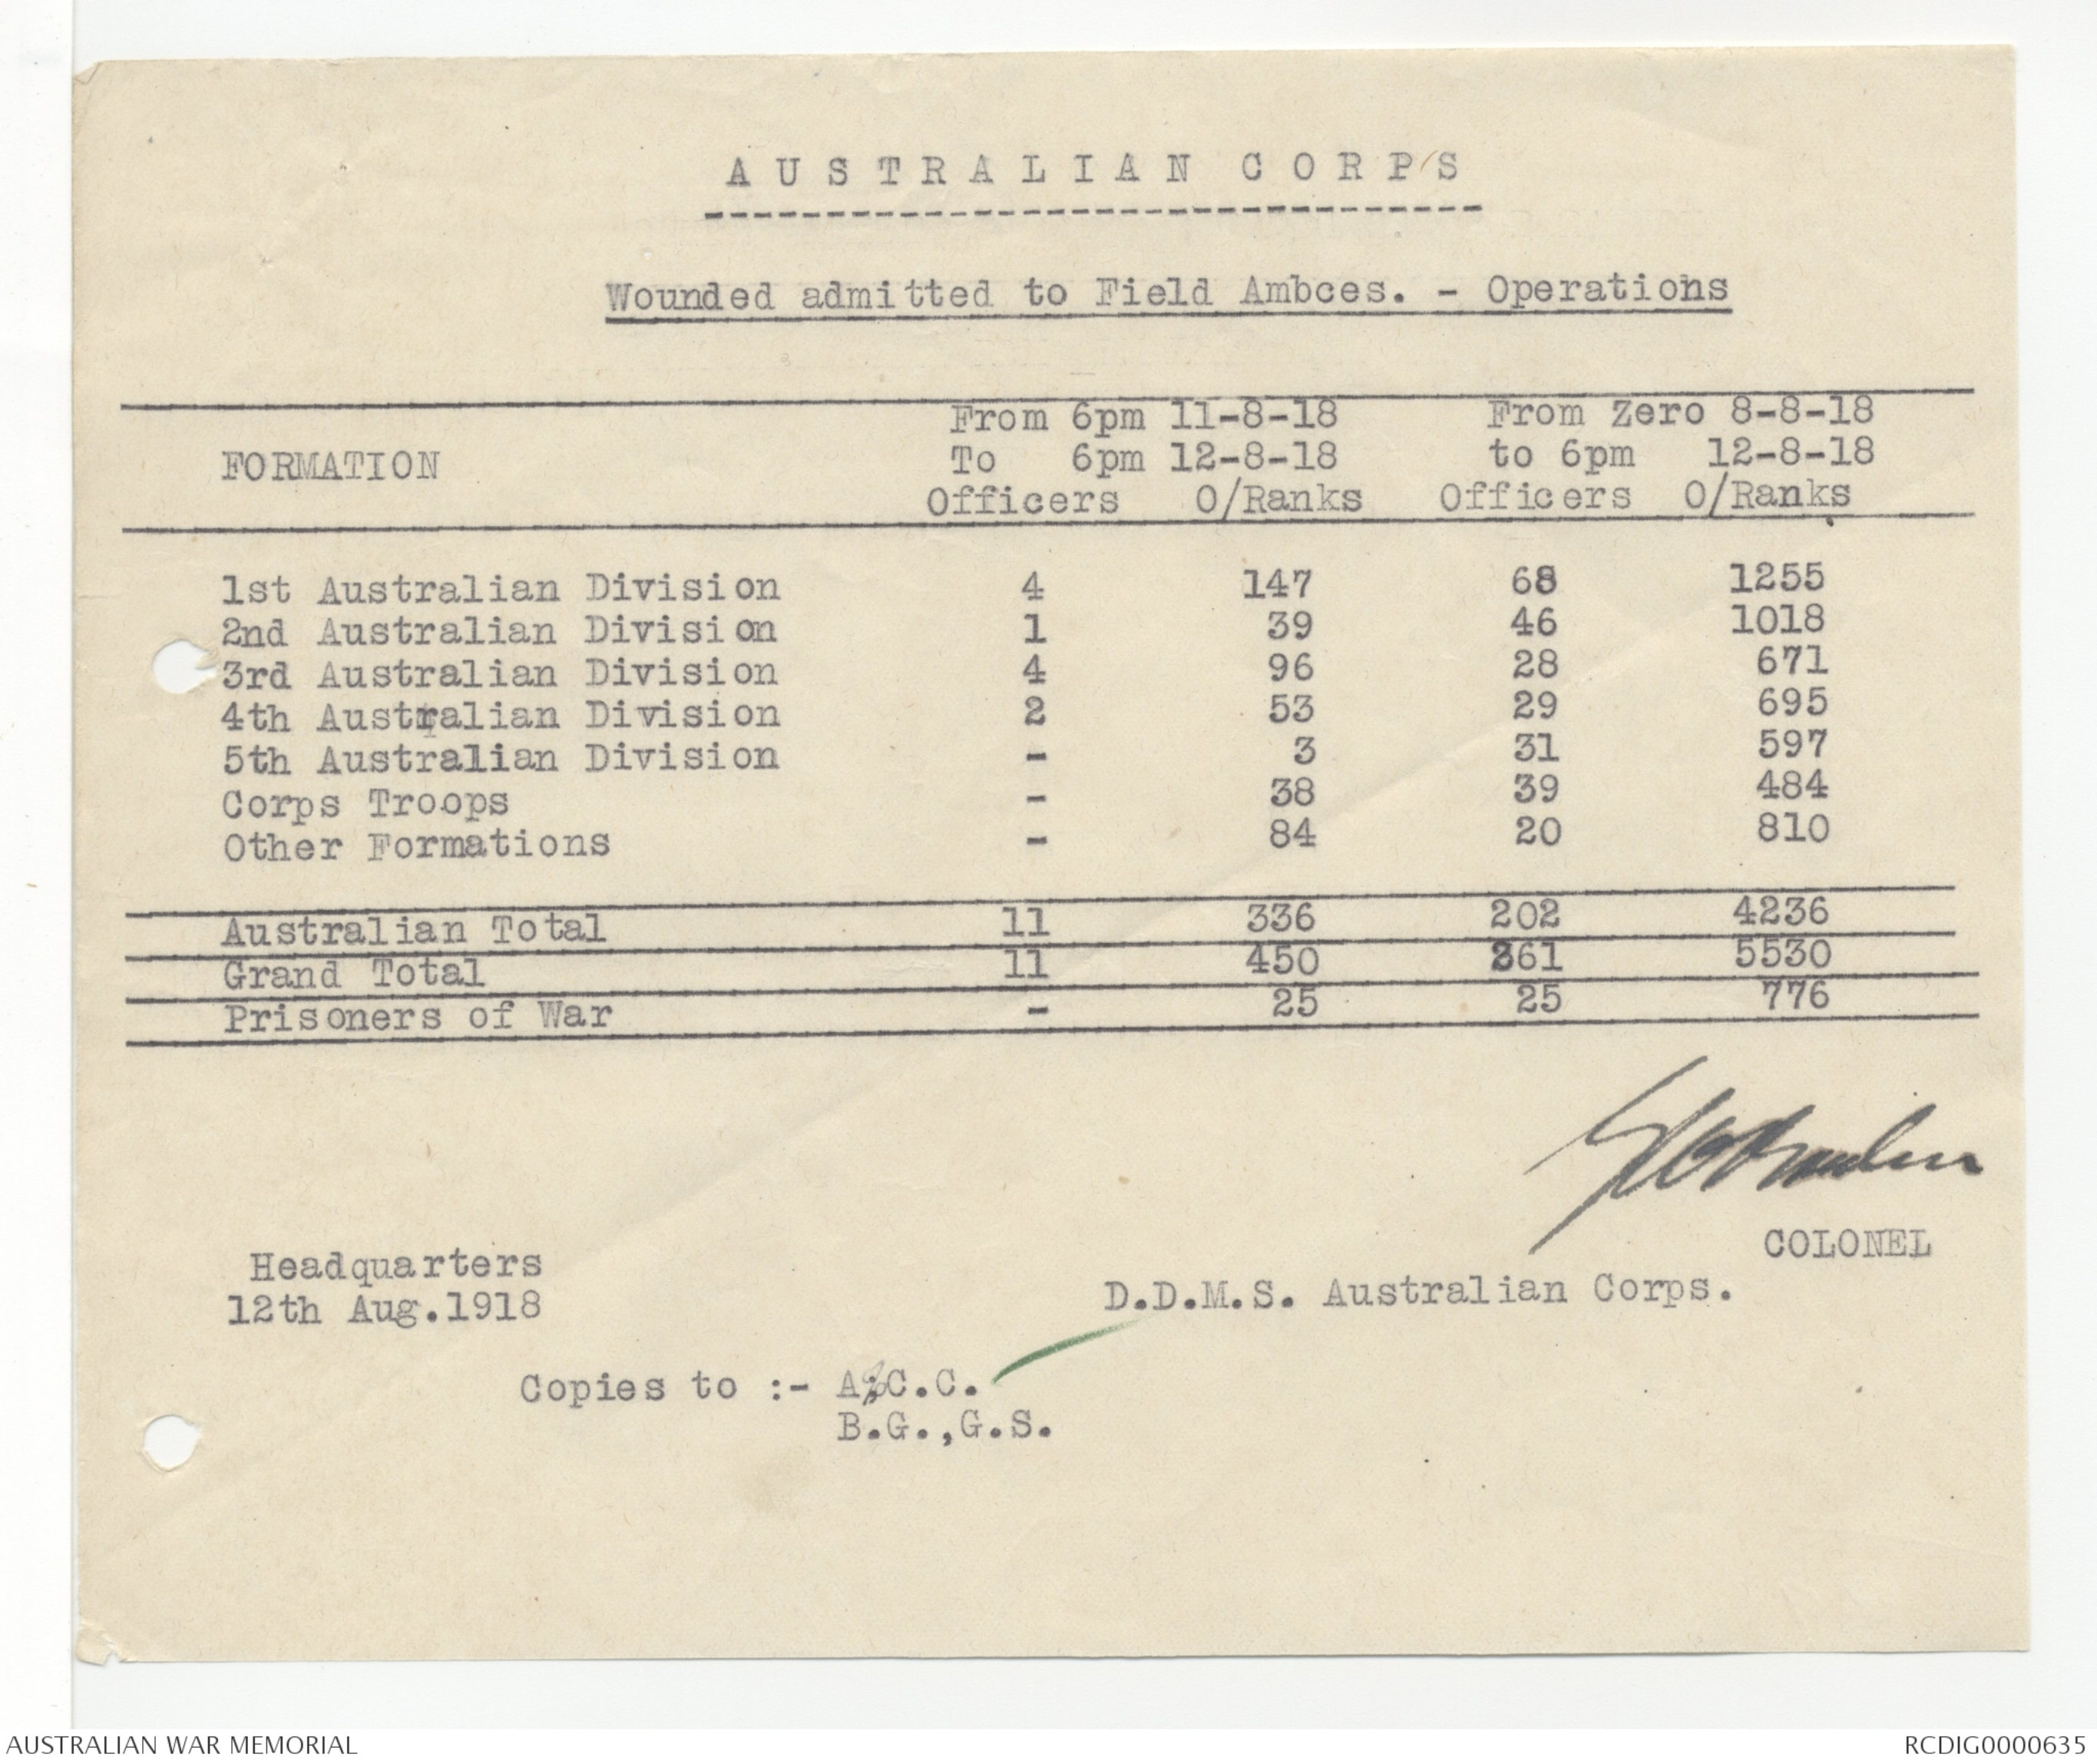 AUSTRALIAN CORPS
Wounded admitted to Field Ambces. - Operations
From 6pm 11-8-18 From Zero 8-8-18
FORMATION To 6pm 12-8-18 to 6pm 12-8-18
Officers O/Ranks Officers O/Ranks
1st Australian Division 4 147 68 1255
2nd Australian Division 1 39 46 1018
3rd Australian Division 4 96 28 671
4th Australian Division 2 53 29 695
5th Australian Division - 3 31 597
Corps Troops - 38 39 484
Other Formations - 84 20 810
Australian Total 11 336 202 4236
Grand Total 11 450 261 5530
Prisoners of War - 25 25 776
COLONEL
Headquarters
D.D.M.S. Australian Corps.
12th Aug.1918
Copies to :- A.C.C.
B.G.,G.S.
AUSTRALIAN WAR MEMORIAL
RCDIG0000635